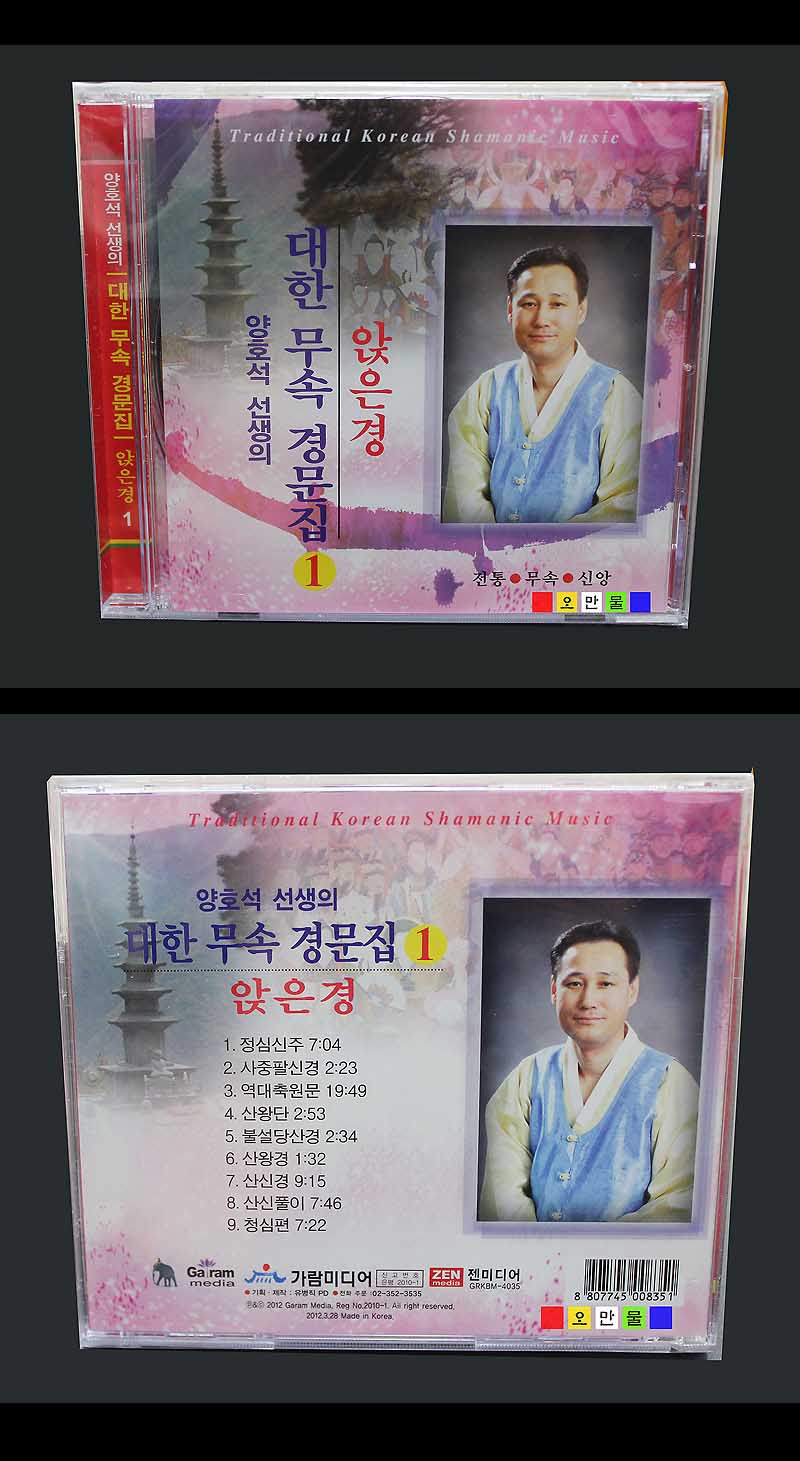 양호석 선생의 대한 무속 경문집 앉은경 1
Traditional Korean Shamanic Music
앉은경
대한 무속 경문집 1
양호석 선생의
전통●무속●신앙
오만물
Traditional Korean Shamanic Music
양호석 선생의
대한 무속 경문집 1
앉은경
1. 정심신주 7:04
2. 사중팔신경 2:23
3. 역대축원문 19:49
4. 산왕단 2:53
5. 불설당산경 2:34
6. 산왕경 1:32
7. 산신경 9:15
8. 산신풀이 7:46
9. 청심편 7:22
Garam media 가람미디어 신고번호 은평 2010-1 ZEN media 젠미디어 GRKBM-4035
●기획·제작 : 유병직 PD ●전화 주문 : 02-352-3535
℗&© 2012 Garam Media, Reg No.2010-1. All right reserved.
2012.3.28 Made in Korea.
8 807745 008351
오만물